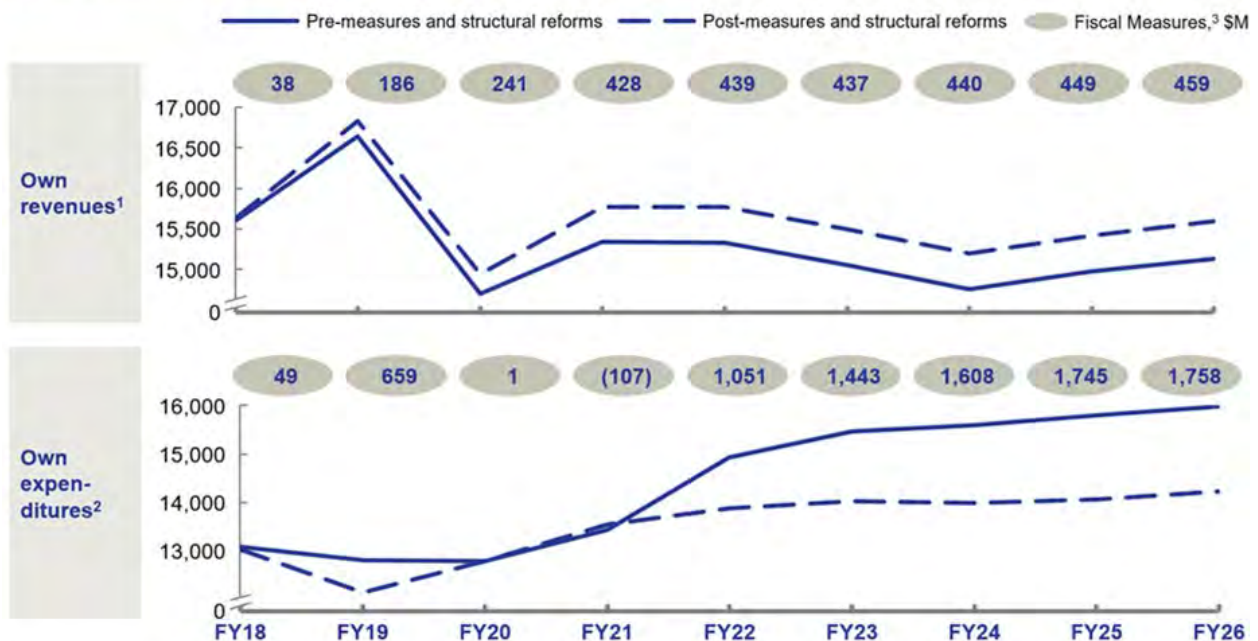 Pre-measures and structural reforms Post-measures and structural reforms Fiscal Measures,³ $M
38 186 241 428 439 437 440 449 459
Own
revenues¹
17,000
16,500
16,000
15,500
15,000
0
49 659 1 (107) 1,051 1,443 1,608 1,745 1,758
Own
expen-
ditures²
16,000
15,000
14,000
13,000
0
FY18 FY19 FY20 FY21 FY22 FY23 FY24 FY25 FY26